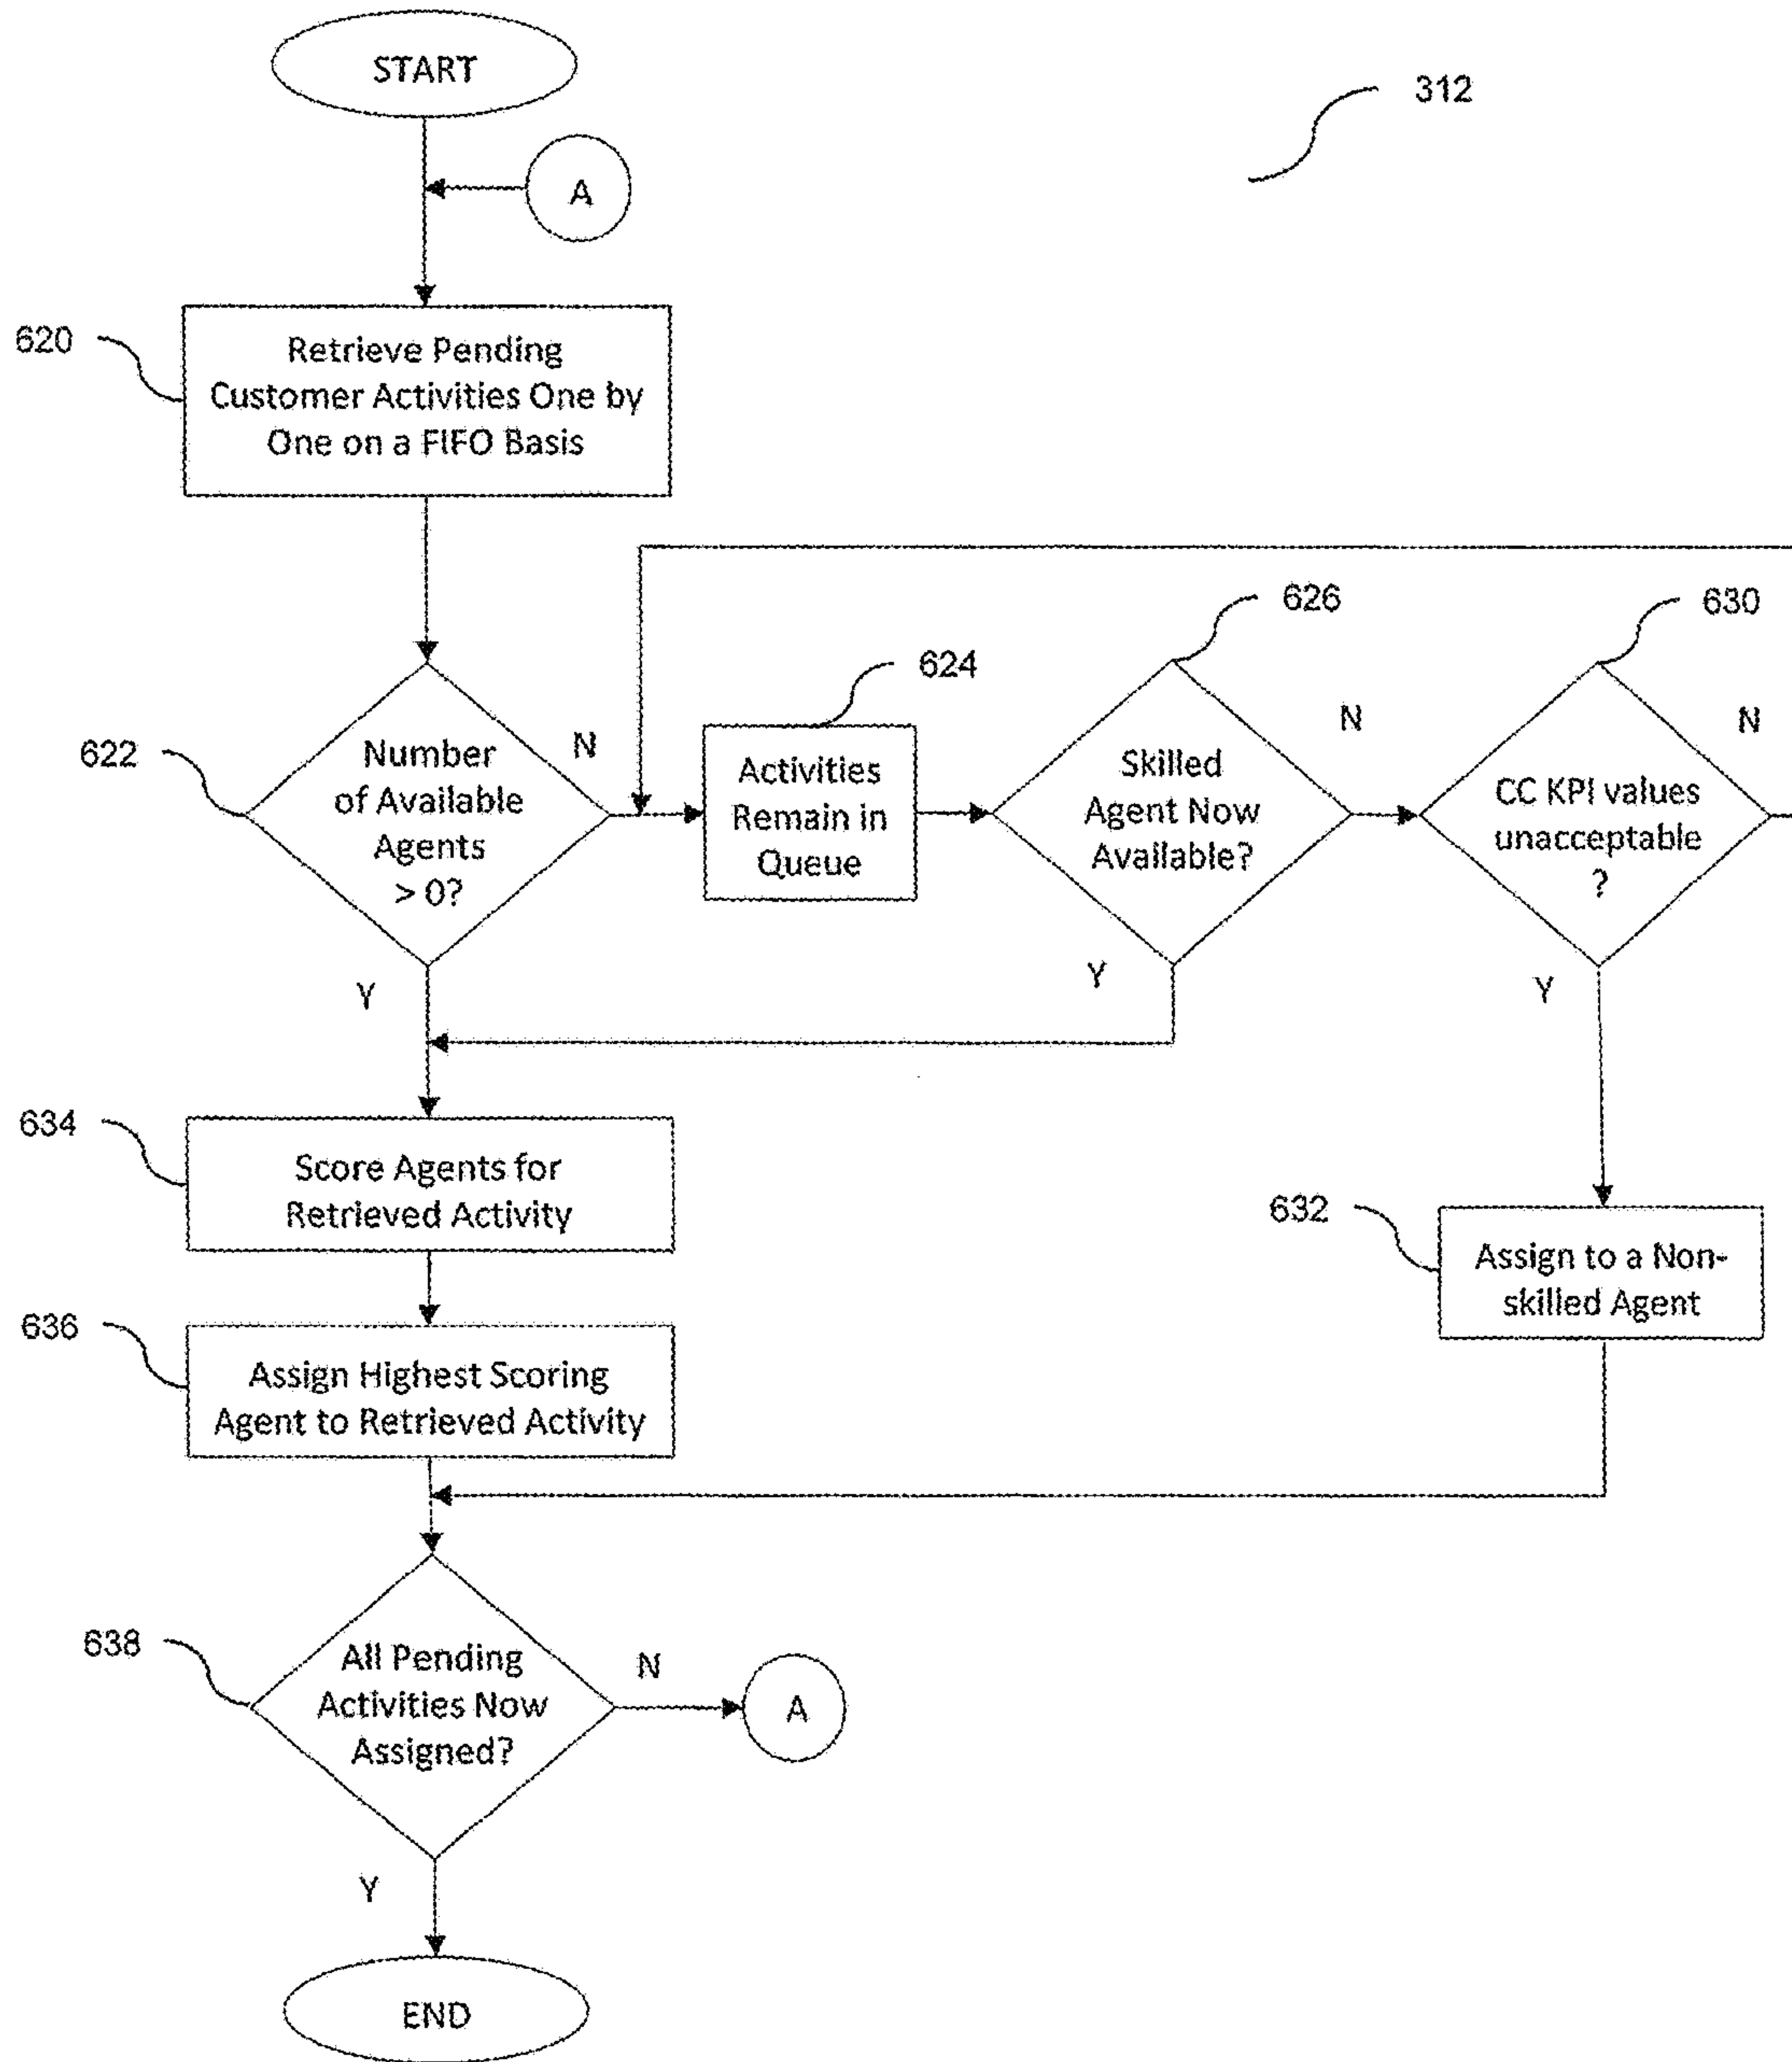 START
312
A
620
Retrieve Pending
Customer Activities One by
One on a FIFO Basis
626
630
624
622
Number
of Available
Agents
> 0?
N
Activities
Remain in
Queue
Skilled
Agent Now
Available?
N
CC KPI values
unacceptable
?
N
Y
Y
Y
634
Score Agents for
Retrieved Activity
632
Assign to a Non-
skilled Agent
636
Assign Highest Scoring
Agent to Retrieved Activity
638
All Pending
Activities Now
Assigned?
N
A
Y
END